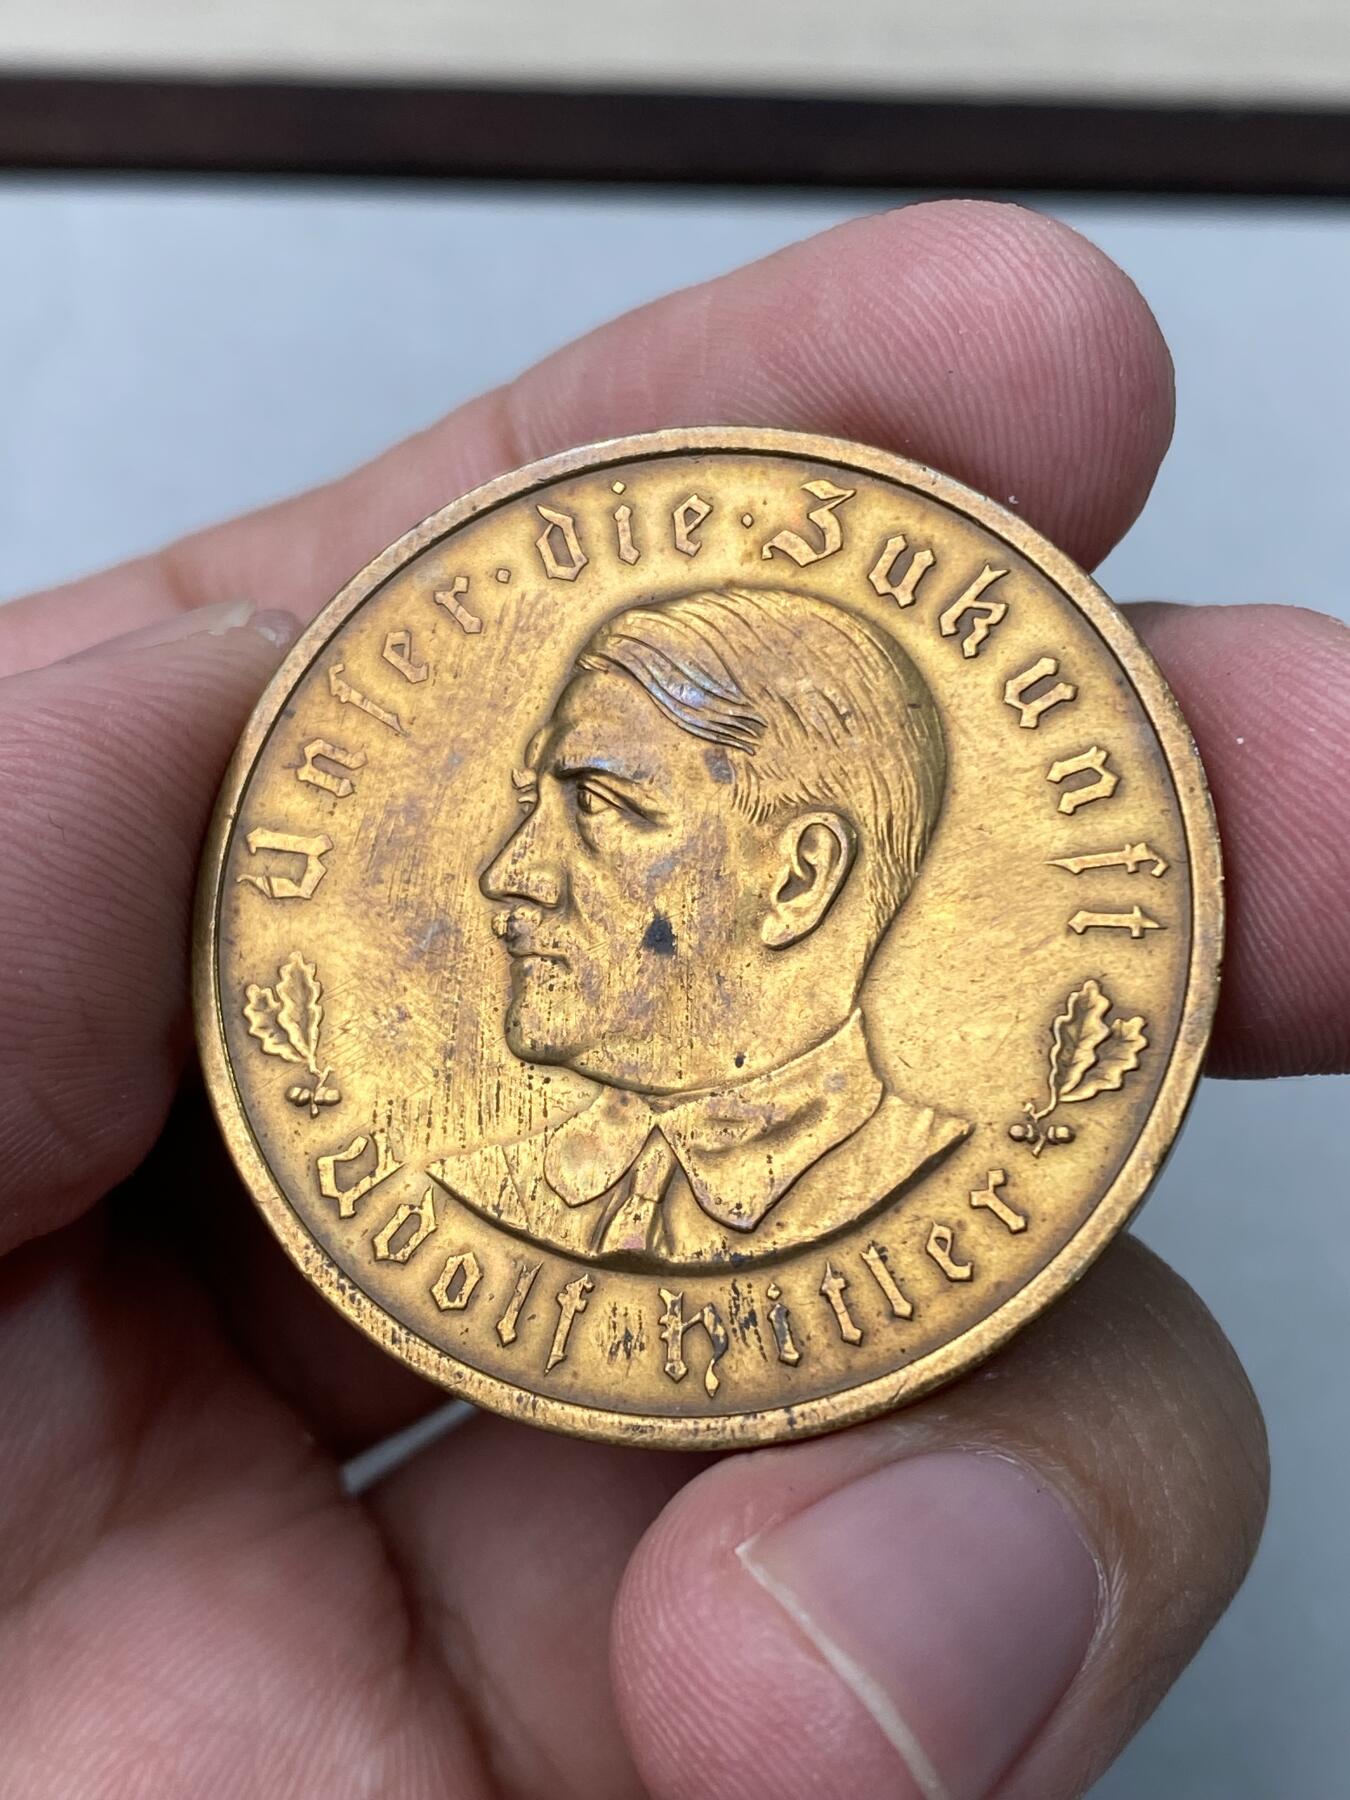 Unser · die · Zukunft
Adolf Hitler